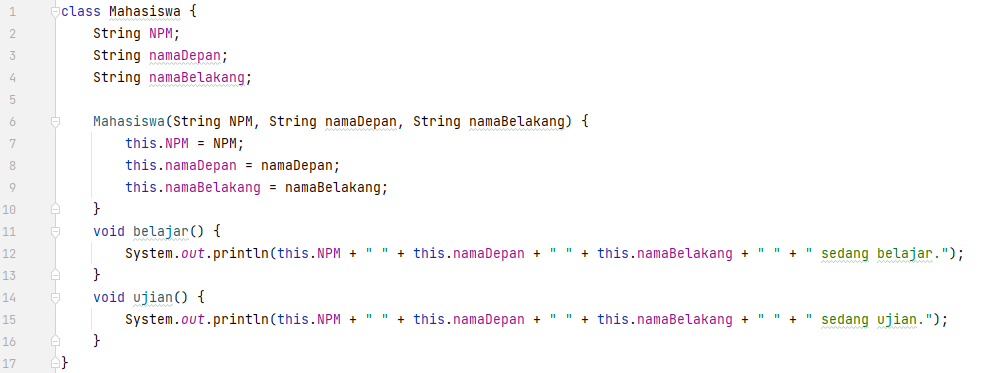 1 class Mahasiswa {
2 String NPM;
3 String namaDepan;
4 String namaBelakang;
5
6 Mahasiswa(String NPM, String namaDepan, String namaBelakang) {
7 this.NPM = NPM;
8 this.namaDepan = namaDepan;
9 this.namaBelakang = namaBelakang;
10 }
11 void belajar() {
12 System.out.println(this.NPM + " " + this.namaDepan + " " + this.namaBelakang + " " + " sedang belajar.");
13 }
14 void ujian() {
15 System.out.println(this.NPM + " " + this.namaDepan + " " + this.namaBelakang + " " + " sedang ujian.");
16 }
17 }